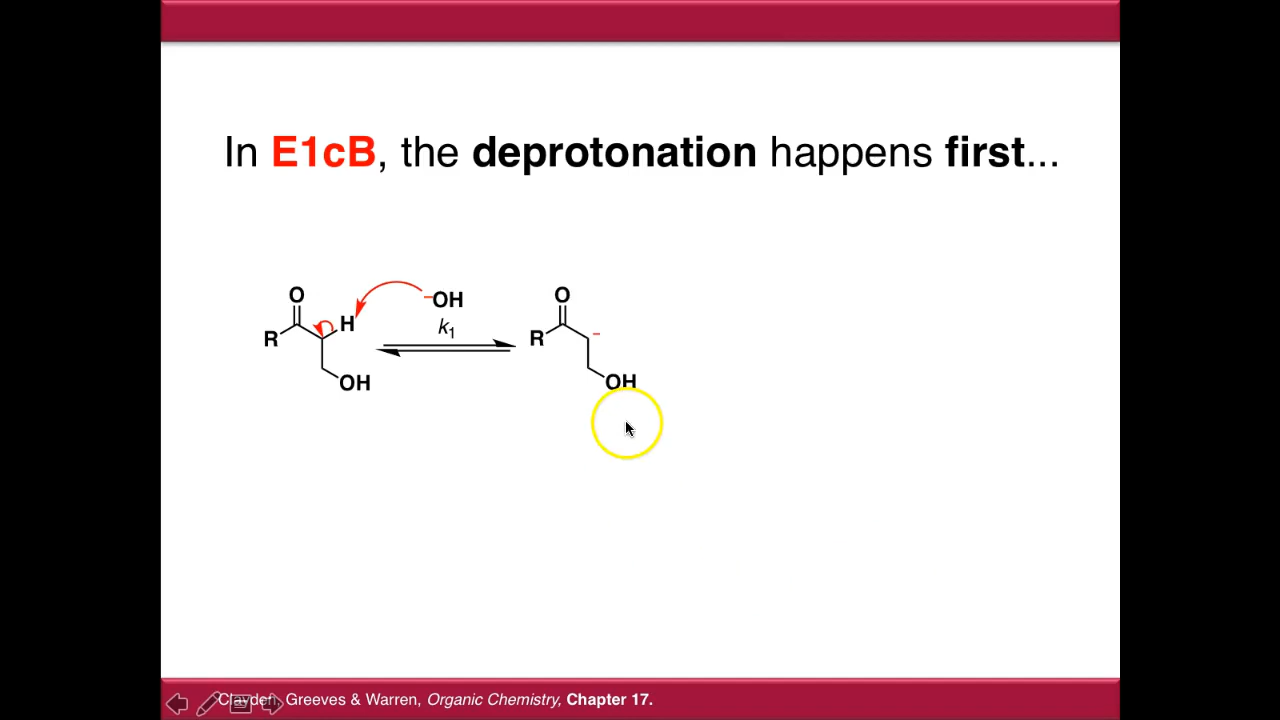 In E1cB, the deprotonation happens first...
O
O
H
⁻OH
R
k₁
R
⁻
OH
OH
Clayden, Greeves & Warren, Organic Chemistry, Chapter 17.